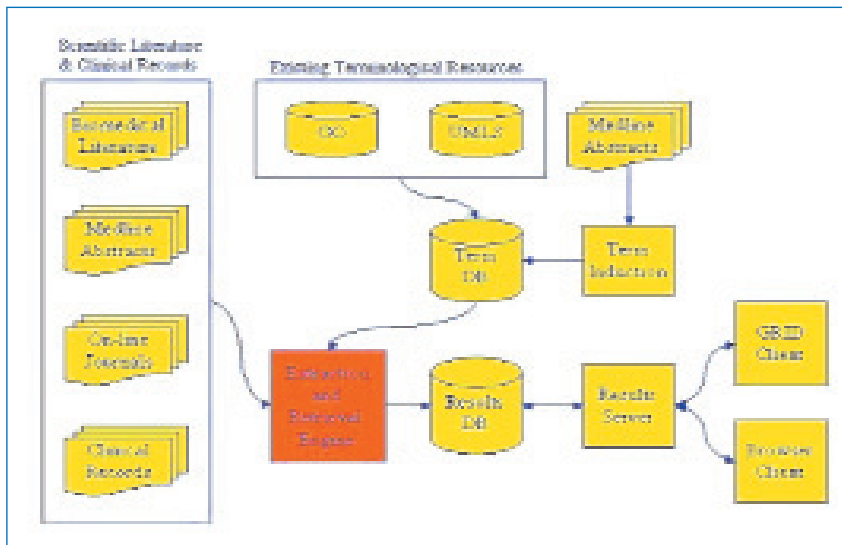 Scientific Literature
& Clinical Records
Existing Terminological Resources
Biomedical
Literature
GO
UMLS
Medline
Abstracts
Medline
Abstracts
Term
DB
Term
Induction
On-line
Journals
GRID
Client
Extraction
and
Retrieval
Engine
Results
DB
Results
Server
Clinical
Records
Browser
Client